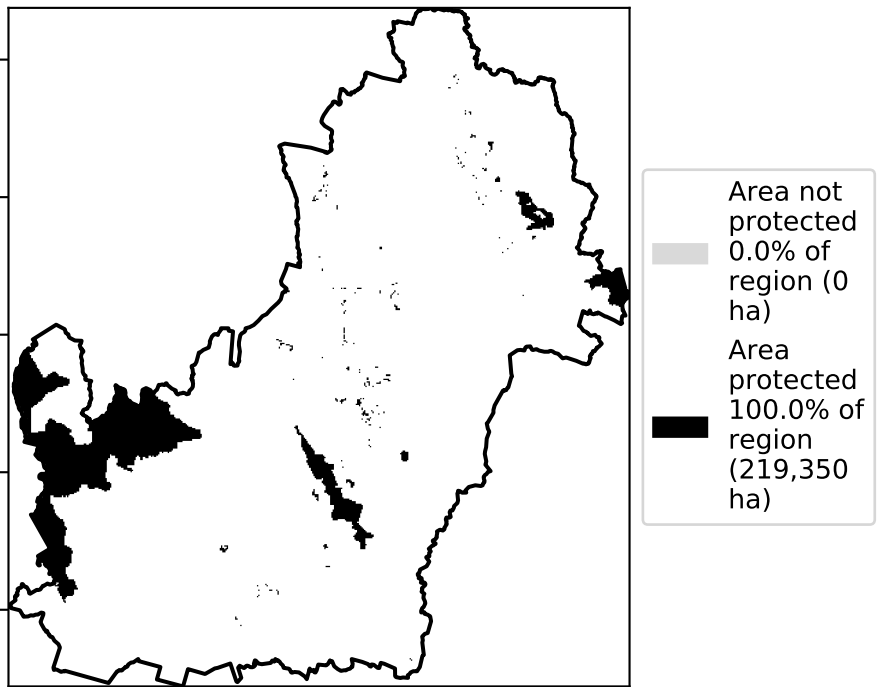 Area not
protected
0.0% of
region (0
ha)
Area
protected
100.0% of
region
(219,350
ha)